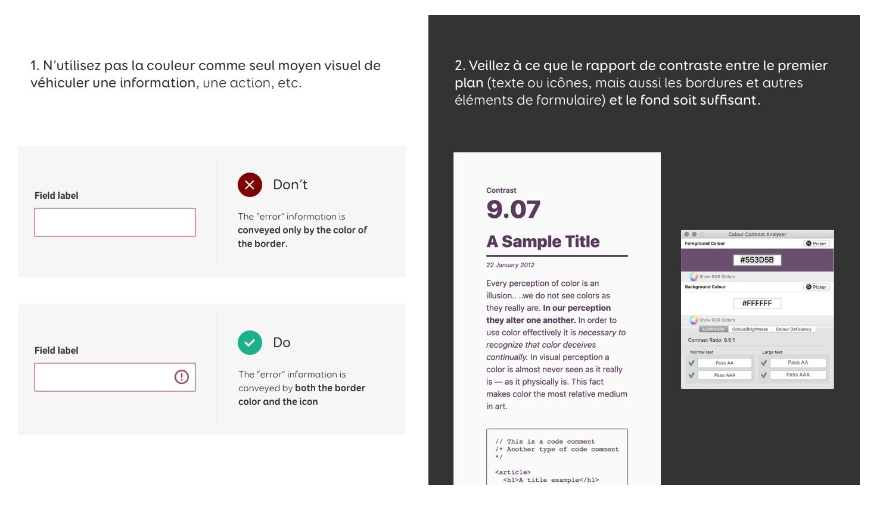 1. N'utilisez pas la couleur comme seul moyen visuel de
véhiculer une information, une action, etc.
Field label
Don't
The "error" information is
conveyed only by the color of
the border.
Field label
Do
The "error" information is
conveyed by both the border
color and the icon
2. Veillez à ce que le rapport de contraste entre le premier
plan (texte ou icônes, mais aussi les bordures et autres
éléments de formulaire) et le fond soit suffisant.
Contrast
9.07
A Sample Title
22 January 2012
Every perception of color is an
illusion.. ..we do not see colors as
they really are. In our perception
they alter one another. In order to
use color effectively it is necessary to
recognize that color deceives
continually. In visual perception a
color is almost never seen as it really
is — as it physically is. This fact
makes color the most relative medium
in art.
// This is a code comment
/* Another type of code comment
*/
<article>
<h1>A title example</h1>
Colour Contrast Analyser
Foreground Colour
Picker
#553D5B
Show RGB Sliders
Background Colour
Picker
#FFFFFF
Show RGB Sliders
Luminosity Colour/Brightness Colour Deficiency
Contrast Ratio: 9.5:1
Normal text Large text
Pass AA Pass AA
Pass AAA Pass AAA